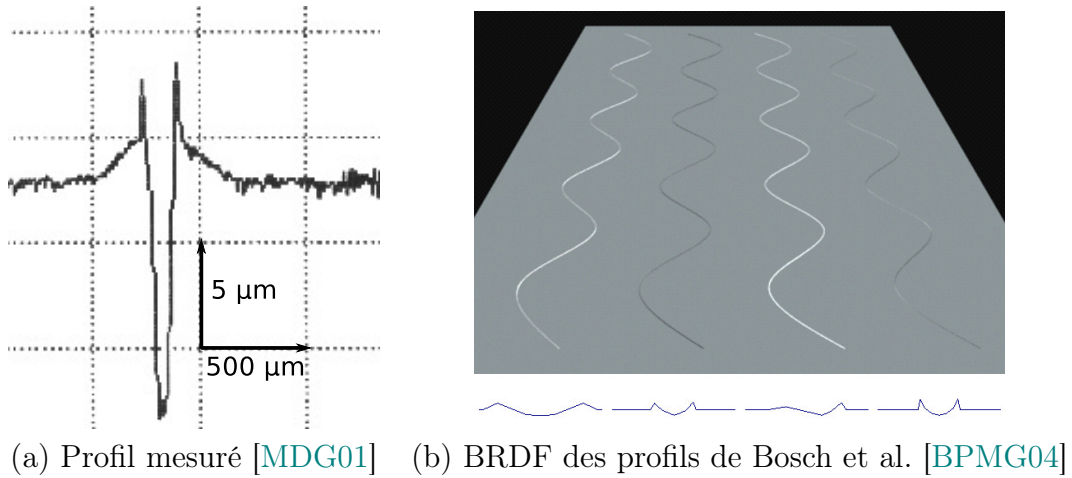 5 µm
500 µm
(a) Profil mesuré [MDG01]
(b) BRDF des profils de Bosch et al. [BPMG04]